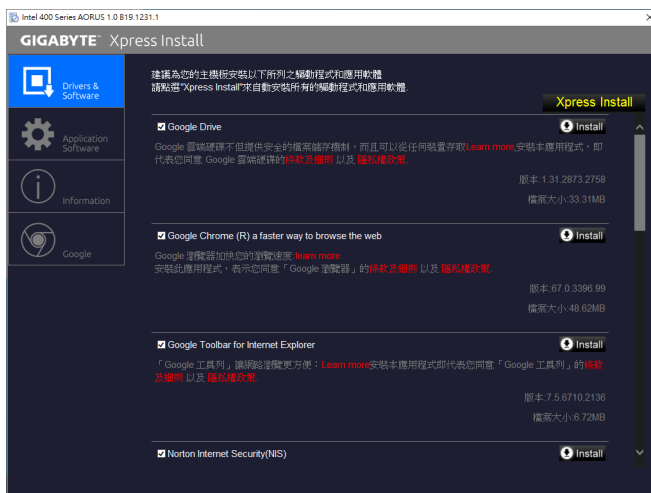 Intel 400 Series AORUS 1.0 B19.1231.1
GIGABYTE™ Xpress Install
Drivers &
Software
Application
Software
Information
Google
建議為您的主機板安裝以下所列之驅動程式和應用軟體
請點選"Xpress Install"來自動安裝所有的驅動程式和應用軟體.
Xpress Install
Google Drive
Install
Google 雲端硬碟不但提供安全的檔案儲存機制，而且可以從任何裝置存取Learn more,安裝本應用程式，即
代表您同意 Google 雲端硬碟的條款及細則 以及 隱私權政策.
版本:1.31.2873.2758
檔案大小:33.31MB
Google Chrome (R) a faster way to browse the web
Install
Google 瀏覽器加快您的瀏覽速度.learn more
安裝此應用程式，表示您同意「Google 瀏覽器」的條款及細則 以及 隱私權政策.
版本:67.0.3396.99
檔案大小:48.62MB
Google Toolbar for Internet Explorer
Install
「Google 工具列」讓網路瀏覽更方便：Learn more安裝本應用程式即代表您同意「Google 工具列」的條款
及細則 以及 隱私權政策.
版本:7.5.6710.2136
檔案大小:6.72MB
Norton Internet Security(NIS)
Install